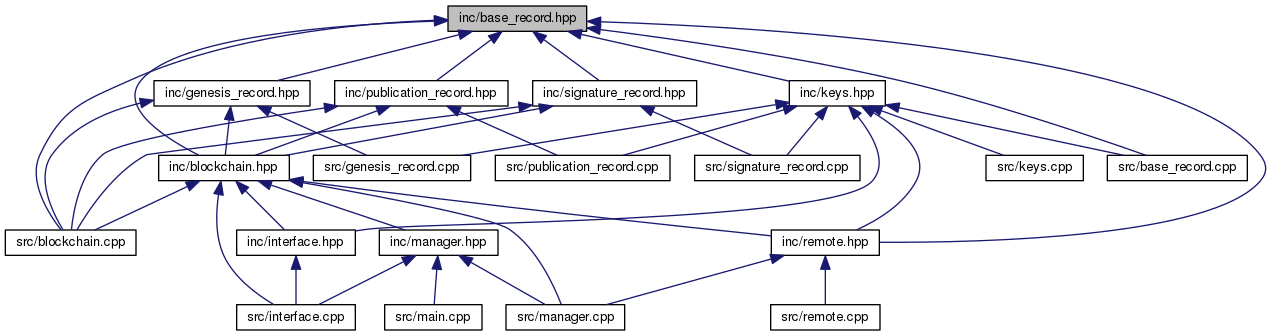 inc/base_record.hpp
inc/genesis_record.hpp
inc/publication_record.hpp
inc/signature_record.hpp
inc/keys.hpp
inc/blockchain.hpp
src/genesis_record.cpp
src/publication_record.cpp
src/signature_record.cpp
src/keys.cpp
src/base_record.cpp
src/blockchain.cpp
inc/interface.hpp
inc/manager.hpp
inc/remote.hpp
src/interface.cpp
src/main.cpp
src/manager.cpp
src/remote.cpp